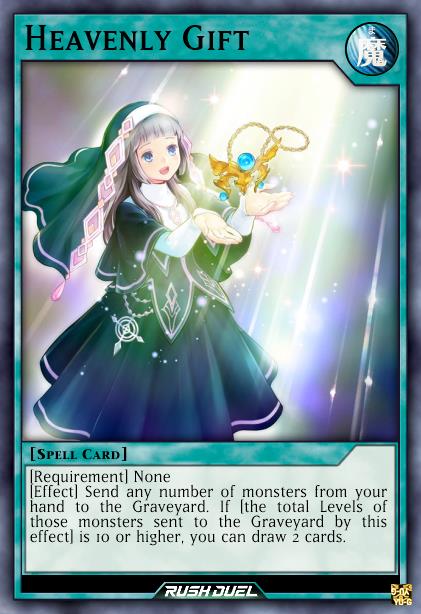 Heavenly Gift
ま
魔
[Spell Card]
[Requirement] None
[Effect] Send any number of monsters from your
hand to the Graveyard. If [the total Levels of
those monsters sent to the Graveyard by this
effect] is 10 or higher, you can draw 2 cards.
RUSH DUEL